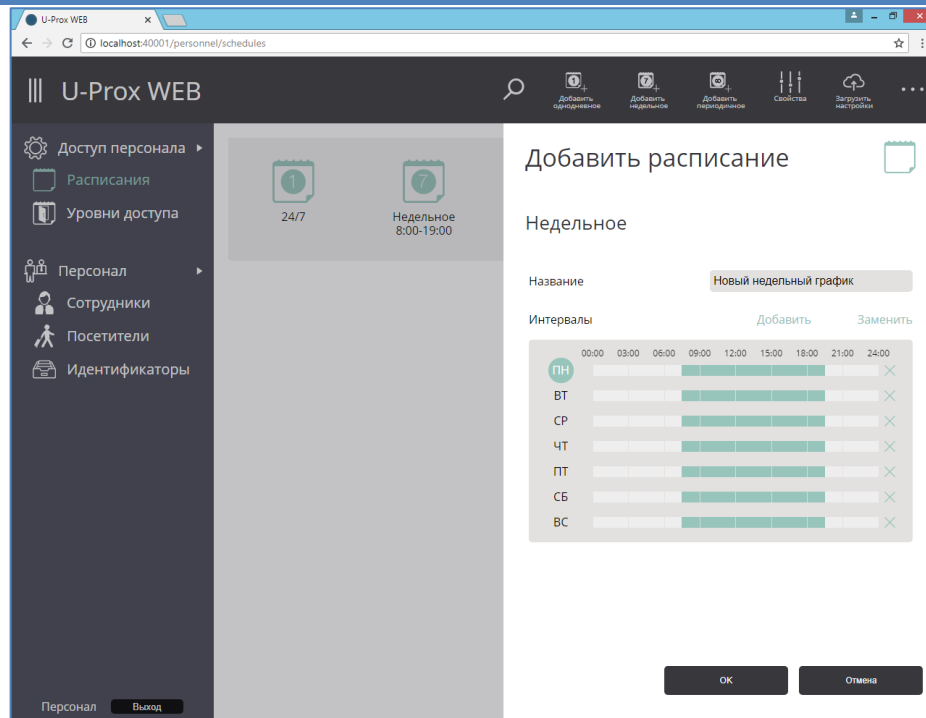 U-Prox WEB
localhost:40001/personnel/schedules
U-Prox WEB
Добавить однодневное
Добавить недельное
Добавить периодичное
Свойства
Загрузить настройки
Доступ персонала
Расписания
Уровни доступа
Персонал
Сотрудники
Посетители
Идентификаторы
Персонал
Выход
1
24/7
7
Недельное
8:00-19:00
Добавить расписание
Недельное
Название
Новый недельный график
Интервалы
Добавить
Заменить
00:00 03:00 06:00 09:00 12:00 15:00 18:00 21:00 24:00
ПН
ВТ
СР
ЧТ
ПТ
СБ
ВС
ОК
Отмена